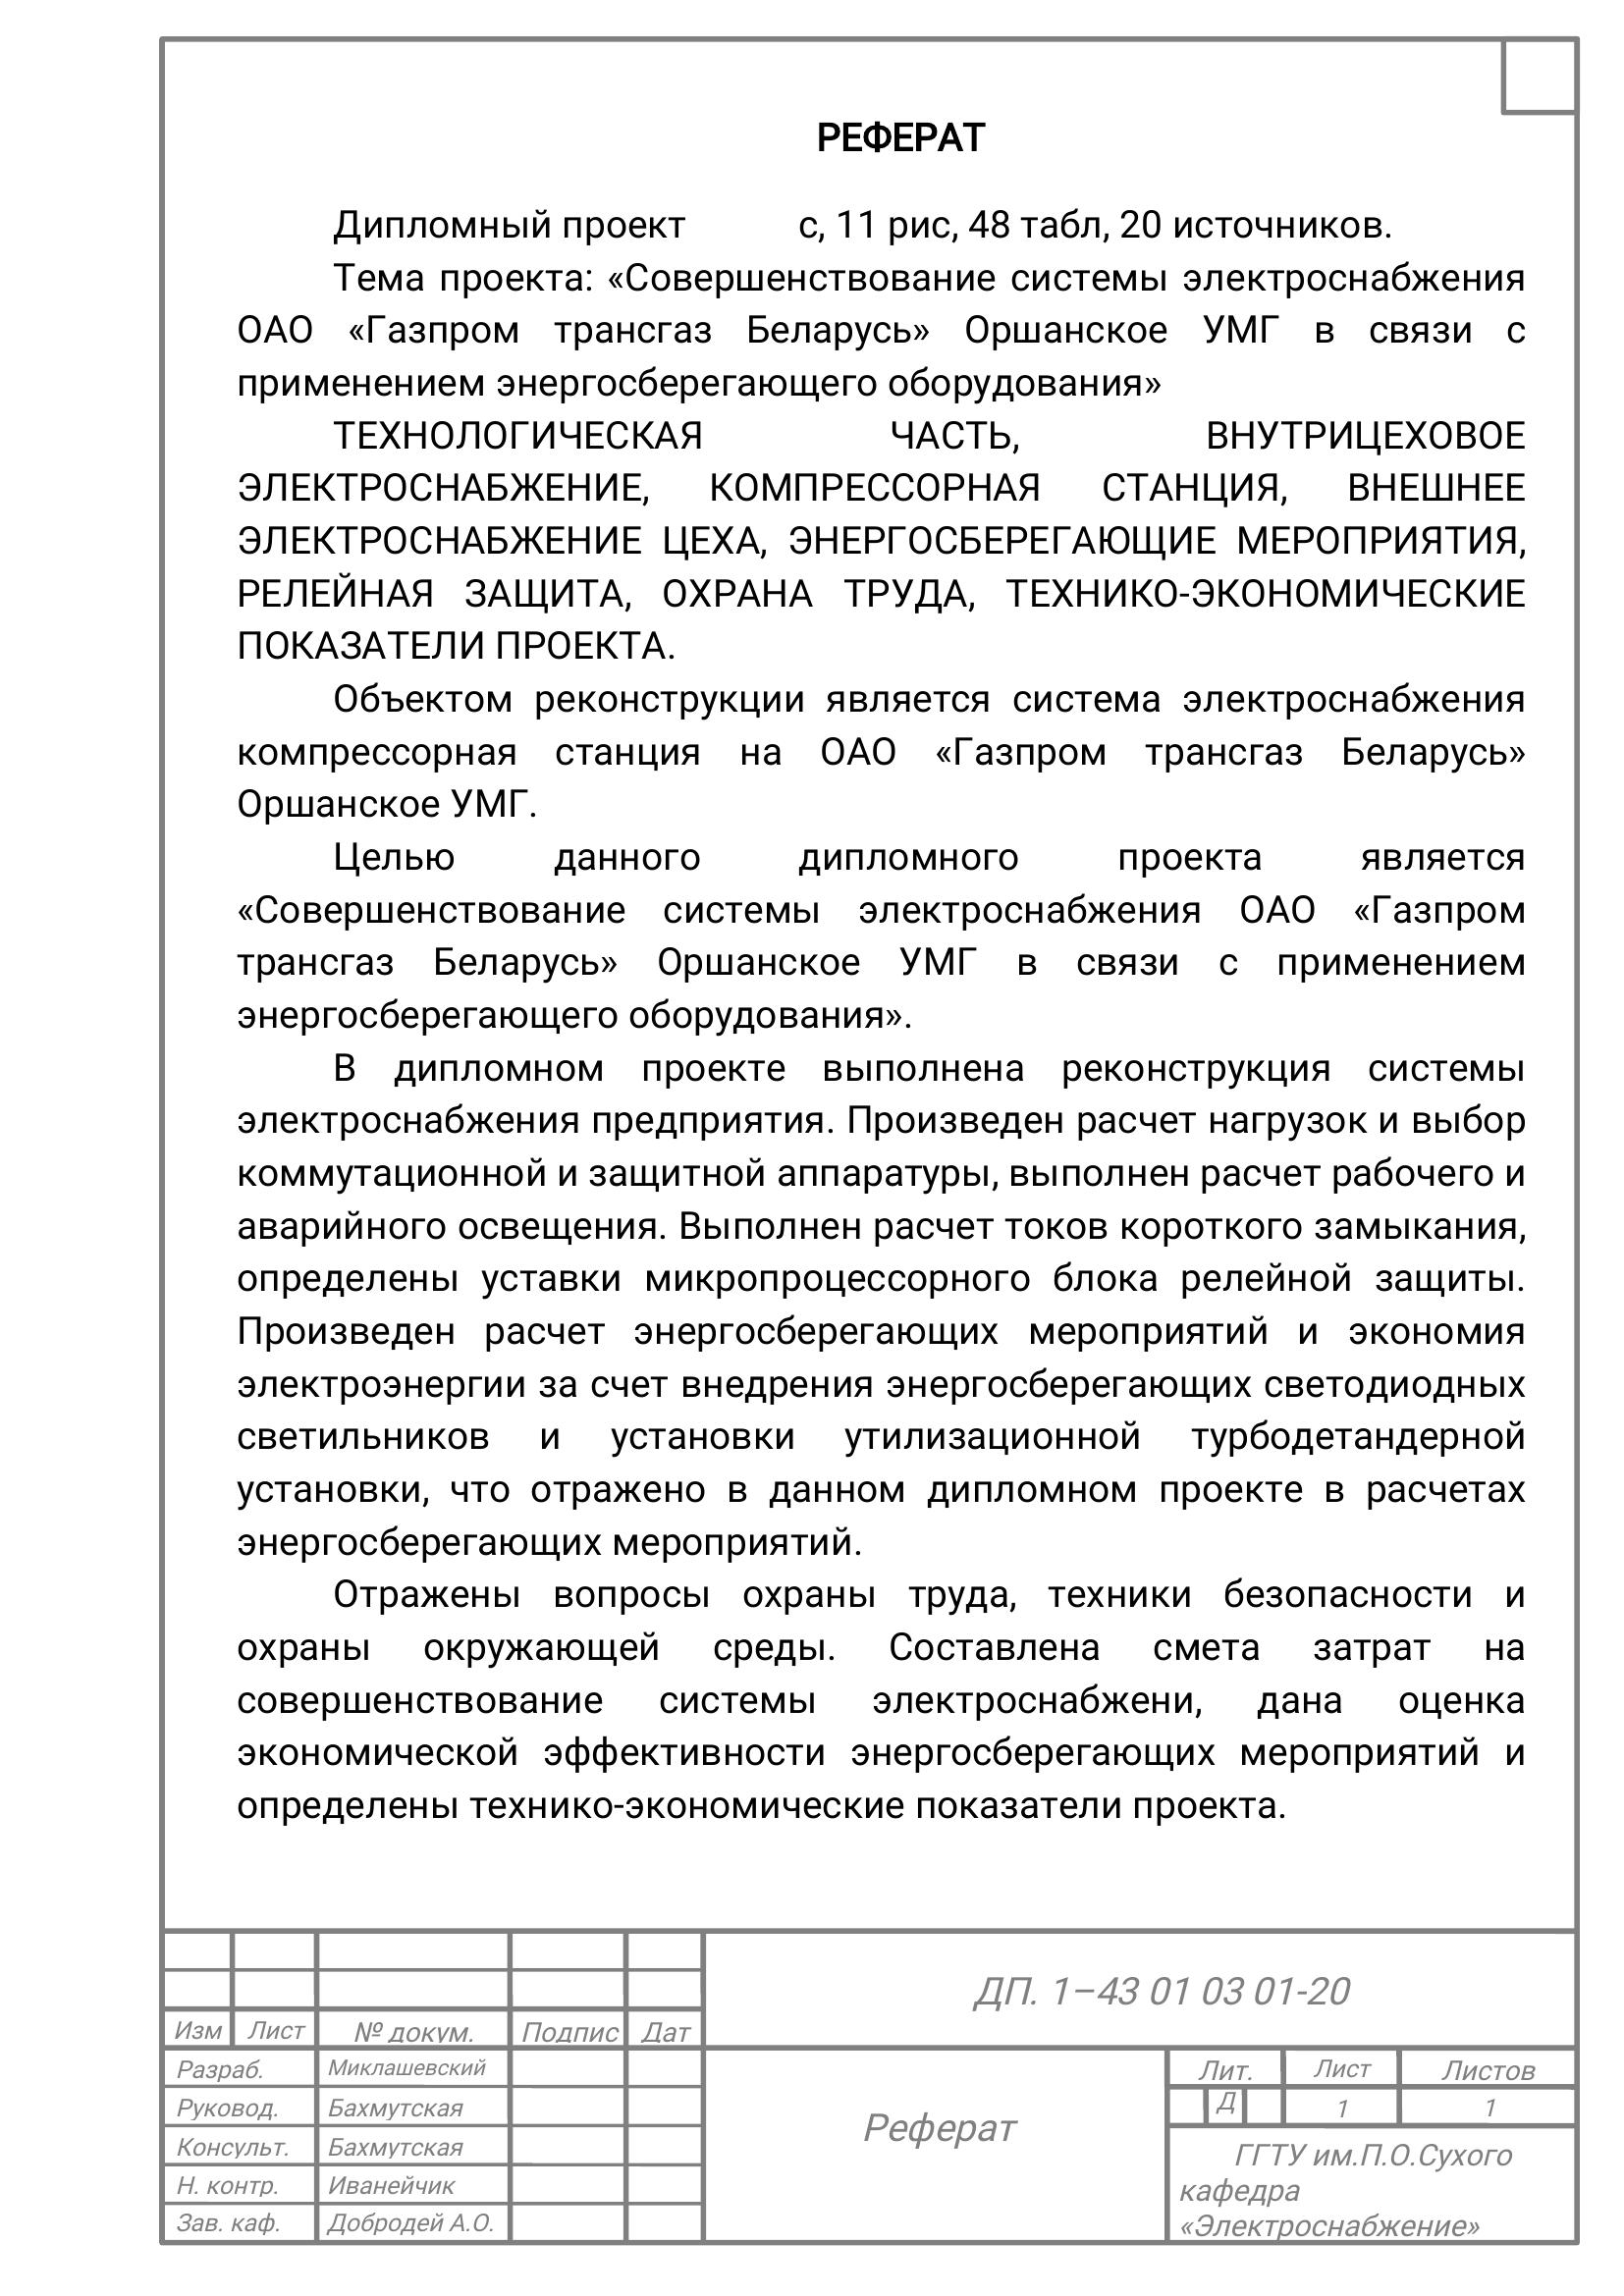 РЕФЕРАТ
Дипломный проект с, 11 рис, 48 табл, 20 источников.
Тема проекта: «Совершенствование системы электроснабжения
ОАО «Газпром трансгаз Беларусь» Оршанское УМГ в связи с
применением энергосберегающего оборудования»
ТЕХНОЛОГИЧЕСКАЯ ЧАСТЬ, ВНУТРИЦЕХОВОЕ
ЭЛЕКТРОСНАБЖЕНИЕ, КОМПРЕССОРНАЯ СТАНЦИЯ, ВНЕШНЕЕ
ЭЛЕКТРОСНАБЖЕНИЕ ЦЕХА, ЭНЕРГОСБЕРЕГАЮЩИЕ МЕРОПРИЯТИЯ,
РЕЛЕЙНАЯ ЗАЩИТА, ОХРАНА ТРУДА, ТЕХНИКО-ЭКОНОМИЧЕСКИЕ
ПОКАЗАТЕЛИ ПРОЕКТА.
Объектом реконструкции является система электроснабжения
компрессорная станция на ОАО «Газпром трансгаз Беларусь»
Оршанское УМГ.
Целью данного дипломного проекта является
«Совершенствование системы электроснабжения ОАО «Газпром
трансгаз Беларусь» Оршанское УМГ в связи с применением
энергосберегающего оборудования».
В дипломном проекте выполнена реконструкция системы
электроснабжения предприятия. Произведен расчет нагрузок и выбор
коммутационной и защитной аппаратуры, выполнен расчет рабочего и
аварийного освещения. Выполнен расчет токов короткого замыкания,
определены уставки микропроцессорного блока релейной защиты.
Произведен расчет энергосберегающих мероприятий и экономия
электроэнергии за счет внедрения энергосберегающих светодиодных
светильников и установки утилизационной турбодетандерной
установки, что отражено в данном дипломном проекте в расчетах
энергосберегающих мероприятий.
Отражены вопросы охраны труда, техники безопасности и
охраны окружающей среды. Составлена смета затрат на
совершенствование системы электроснабжени, дана оценка
экономической эффективности энергосберегающих мероприятий и
определены технико-экономические показатели проекта.
ДП. 1–43 01 03 01-20
Изм Лист № докум. Подпис Дат
Разраб. Миклашевский
Руковод. Бахмутская
Консульт. Бахмутская
Н. контр. Иванейчик
Зав. каф. Добродей А.О.
Реферат
Лит. Лист Листов
Д 1 1
ГГТУ им.П.О.Сухого
кафедра
«Электроснабжение»